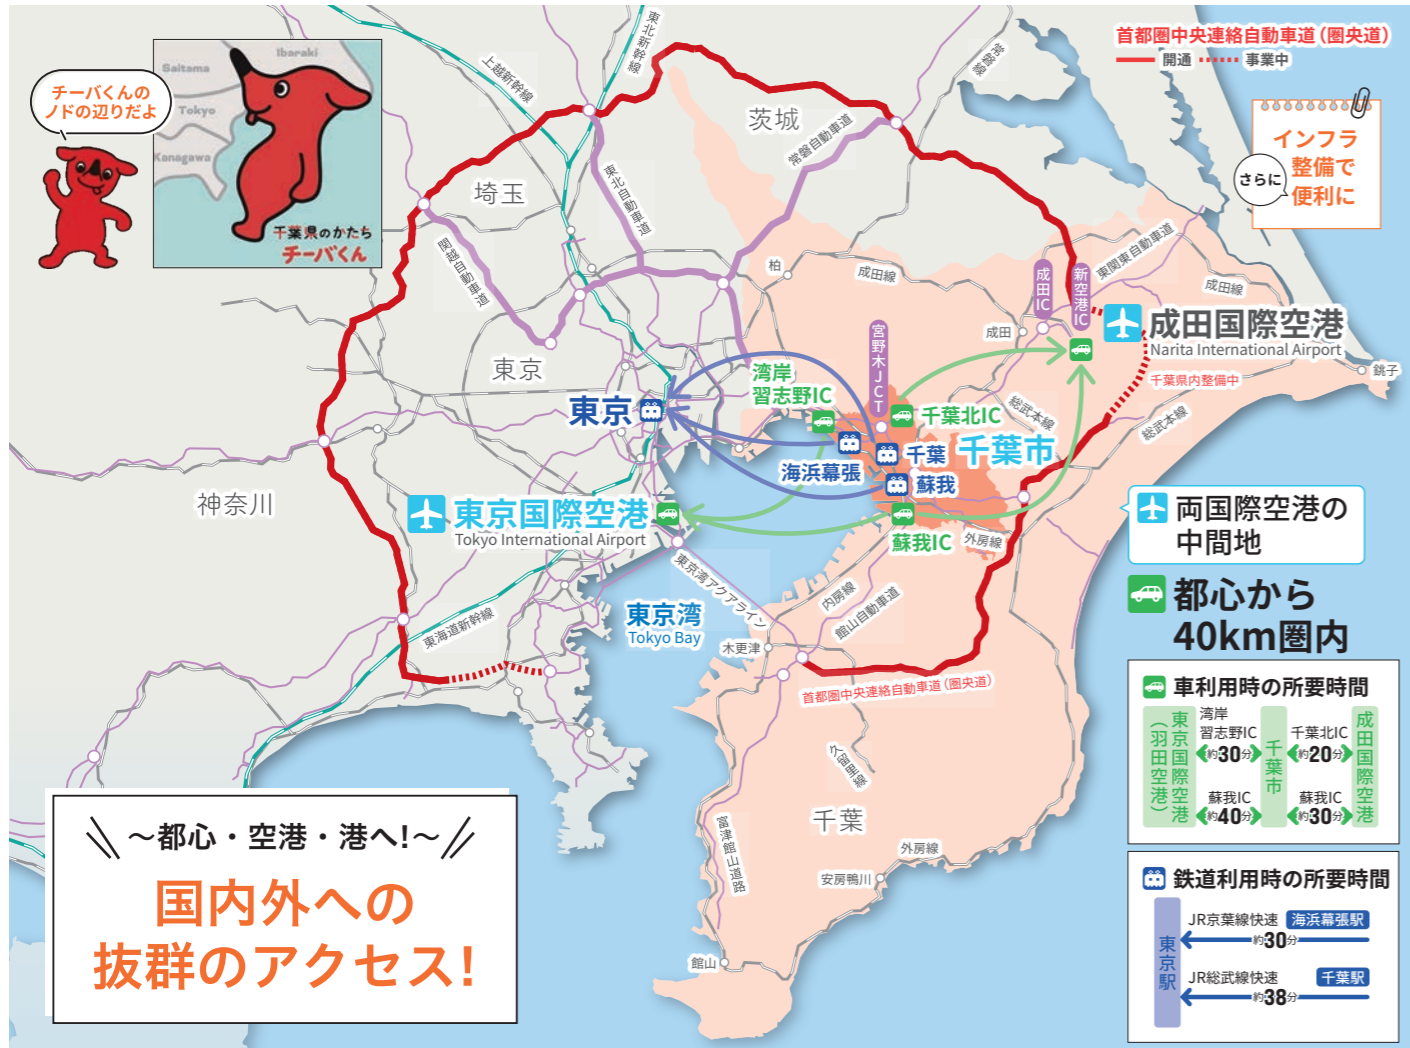 チーバくんの
ノドの辺りだよ
Ibaraki
Saitama
Tokyo
Kanagawa
千葉県のかたち
チーバくん
首都圏中央連絡自動車道（圏央道）
開通
事業中
さらに
インフラ
整備で
便利に
上越新幹線
東北新幹線
常磐線
茨城
常磐自動車道
埼玉
東北自動車道
関越自動車道
柏
成田線
東関東自動車道
成田線
成田IC
新空港IC
成田
成田国際空港
Narita International Airport
千葉県内整備中
銚子
宮野木JCT
東京
湾岸
習志野IC
東京
千葉北IC
総武本線
総武本線
千葉市
千葉
海浜幕張
蘇我
神奈川
東京国際空港
Tokyo International Airport
蘇我IC
外房線
両国際空港の
中間地
都心から
40km圏内
東京湾アクアライン
内房線
館山自動車道
東海道新幹線
東京湾
Tokyo Bay
木更津
首都圏中央連絡自動車道（圏央道）
久留里線
千葉
富津館山道路
外房線
安房鴨川
館山
～都心・空港・港へ!～
国内外への
抜群のアクセス!
車利用時の所要時間
東京国際空港
（羽田空港）
湾岸
習志野IC
約30分
蘇我IC
約40分
千葉市
千葉北IC
約20分
蘇我IC
約30分
成田国際空港
鉄道利用時の所要時間
東京駅
JR京葉線快速 海浜幕張駅
約30分
JR総武線快速 千葉駅
約38分